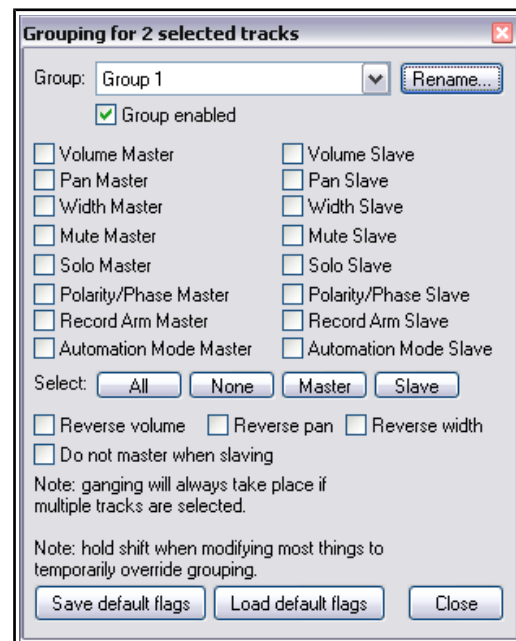 Grouping for 2 selected tracks
Group: Group 1 Rename...
Group enabled
Volume Master Volume Slave
Pan Master Pan Slave
Width Master Width Slave
Mute Master Mute Slave
Solo Master Solo Slave
Polarity/Phase Master Polarity/Phase Slave
Record Arm Master Record Arm Slave
Automation Mode Master Automation Mode Slave
Select: All None Master Slave
Reverse volume Reverse pan Reverse width
Do not master when slaving
Note: ganging will always take place if
multiple tracks are selected.
Note: hold shift when modifying most things to
temporarily override grouping.
Save default flags Load default flags Close